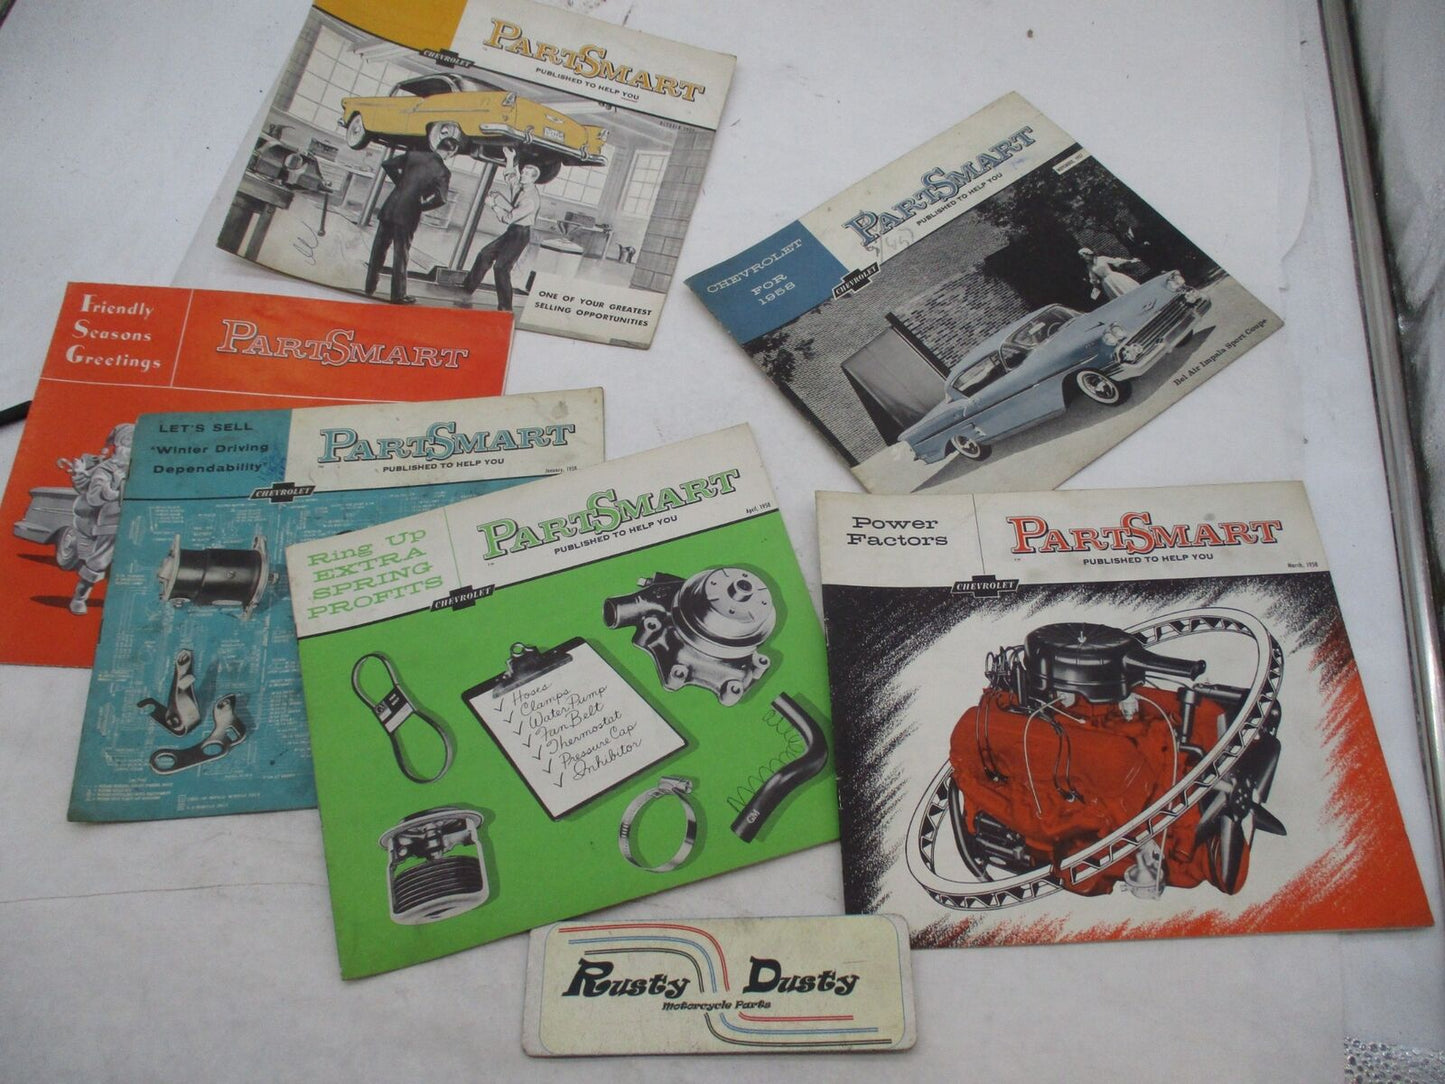 PARTSMART
PUBLISHED TO HELP YOU
CHEVROLET
ONE OF YOUR GREATEST
SELLING OPPORTUNITIES
CHEVROLET
FOR
1958
PARTSMART
PUBLISHED TO HELP YOU
CHEVROLET
Bel Air Impala Sport Coupe
Friendly
Seasons
Greetings
PARTSMART
LET'S SELL
"Winter Driving
Dependability"
PARTSMART
PUBLISHED TO HELP YOU
January, 1958
CHEVROLET
Ring Up
EXTRA
SPRING
PROFITS
PARTSMART
PUBLISHED TO HELP YOU
April, 1958
CHEVROLET
✓ Hoses
✓ Clamps
✓ Water Pump
✓ Fan Belt
✓ Thermostat
✓ Pressure Cap
✓ Inhibitor
GM
Power
Factors
PARTSMART
PUBLISHED TO HELP YOU
March, 1958
CHEVROLET
Rusty Dusty
Motorcycle Parts